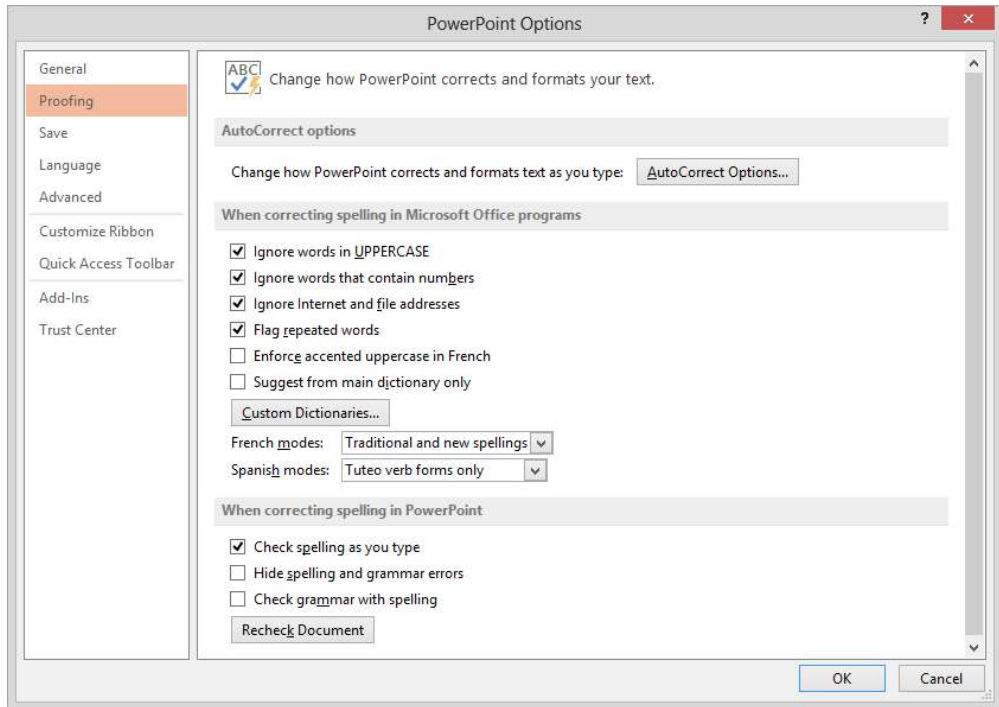 PowerPoint Options
?
General
Proofing
Save
Language
Advanced
Customize Ribbon
Quick Access Toolbar
Add-Ins
Trust Center
ABC
Change how PowerPoint corrects and formats your text.
AutoCorrect options
Change how PowerPoint corrects and formats text as you type: AutoCorrect Options...
When correcting spelling in Microsoft Office programs
Ignore words in UPPERCASE
Ignore words that contain numbers
Ignore Internet and file addresses
Flag repeated words
Enforce accented uppercase in French
Suggest from main dictionary only
Custom Dictionaries...
French modes: Traditional and new spellings
Spanish modes: Tuteo verb forms only
When correcting spelling in PowerPoint
Check spelling as you type
Hide spelling and grammar errors
Check grammar with spelling
Recheck Document
OK Cancel